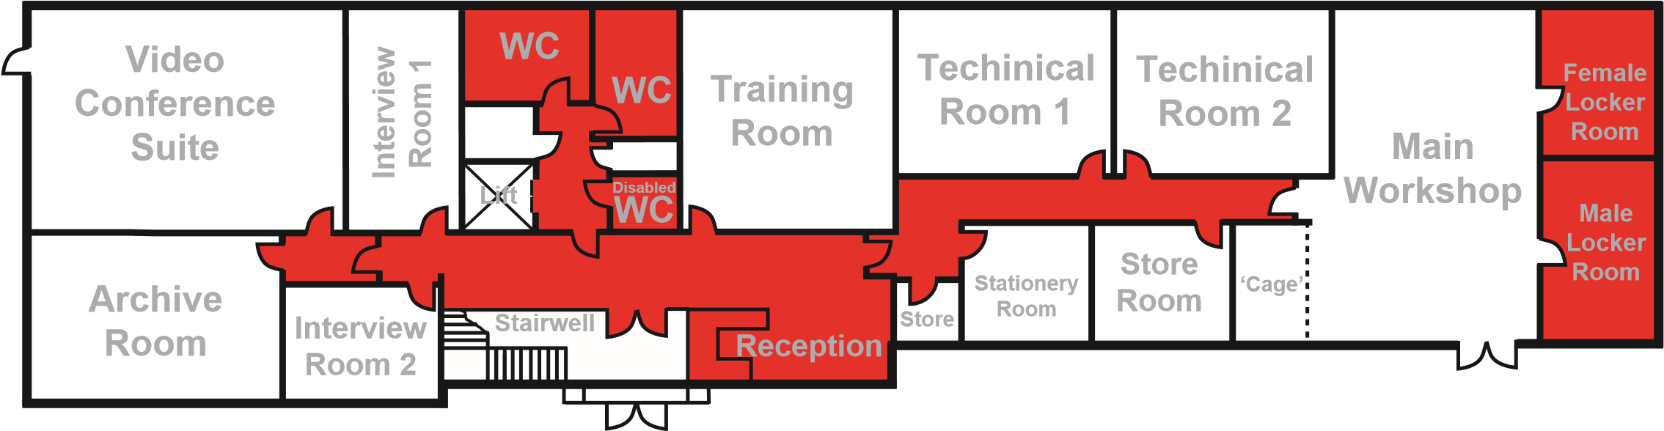 Video
Conference
Suite
Interview
Room 1
WC
WC
Lift
Disabled
WC
Training
Room
Techinical
Room 1
Techinical
Room 2
Main
Workshop
Female
Locker
Room
Male
Locker
Room
Archive
Room
Interview
Room 2
Stairwell
Reception
Store
Stationery
Room
Store
Room
‘Cage’